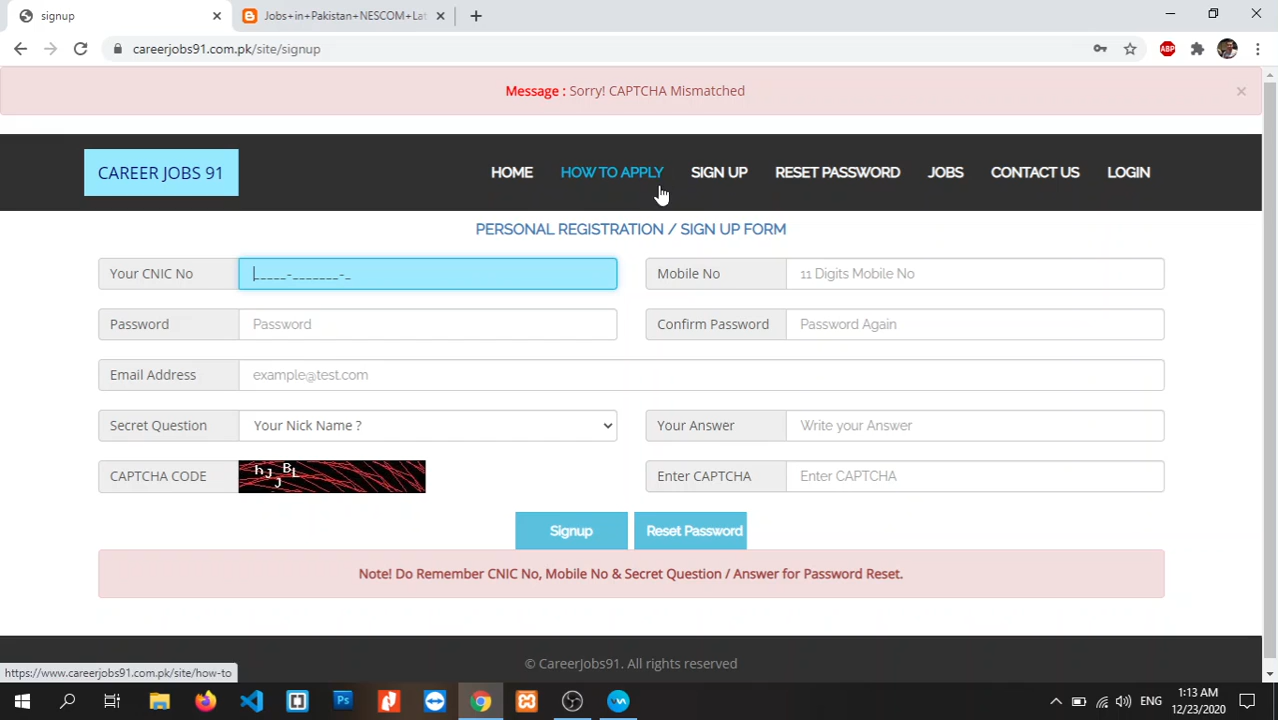 signup
Jobs+in+Pakistan+NESCOM+Lat
careerjobs91.com.pk/site/signup
ABP
Message : Sorry! CAPTCHA Mismatched
CAREER JOBS 91
HOME HOW TO APPLY SIGN UP RESET PASSWORD JOBS CONTACT US LOGIN
PERSONAL REGISTRATION / SIGN UP FORM
Your CNIC No _____-_______-_ Mobile No 11 Digits Mobile No
Password Password Confirm Password Password Again
Email Address example@test.com
Secret Question Your Nick Name ? Your Answer Write your Answer
CAPTCHA CODE hJJBL Enter CAPTCHA Enter CAPTCHA
Signup Reset Password
Note! Do Remember CNIC No, Mobile No & Secret Question / Answer for Password Reset.
© CareerJobs91. All rights reserved
https://www.careerjobs91.com.pk/site/how-to
Ps
ENG
1:13 AM
12/23/2020